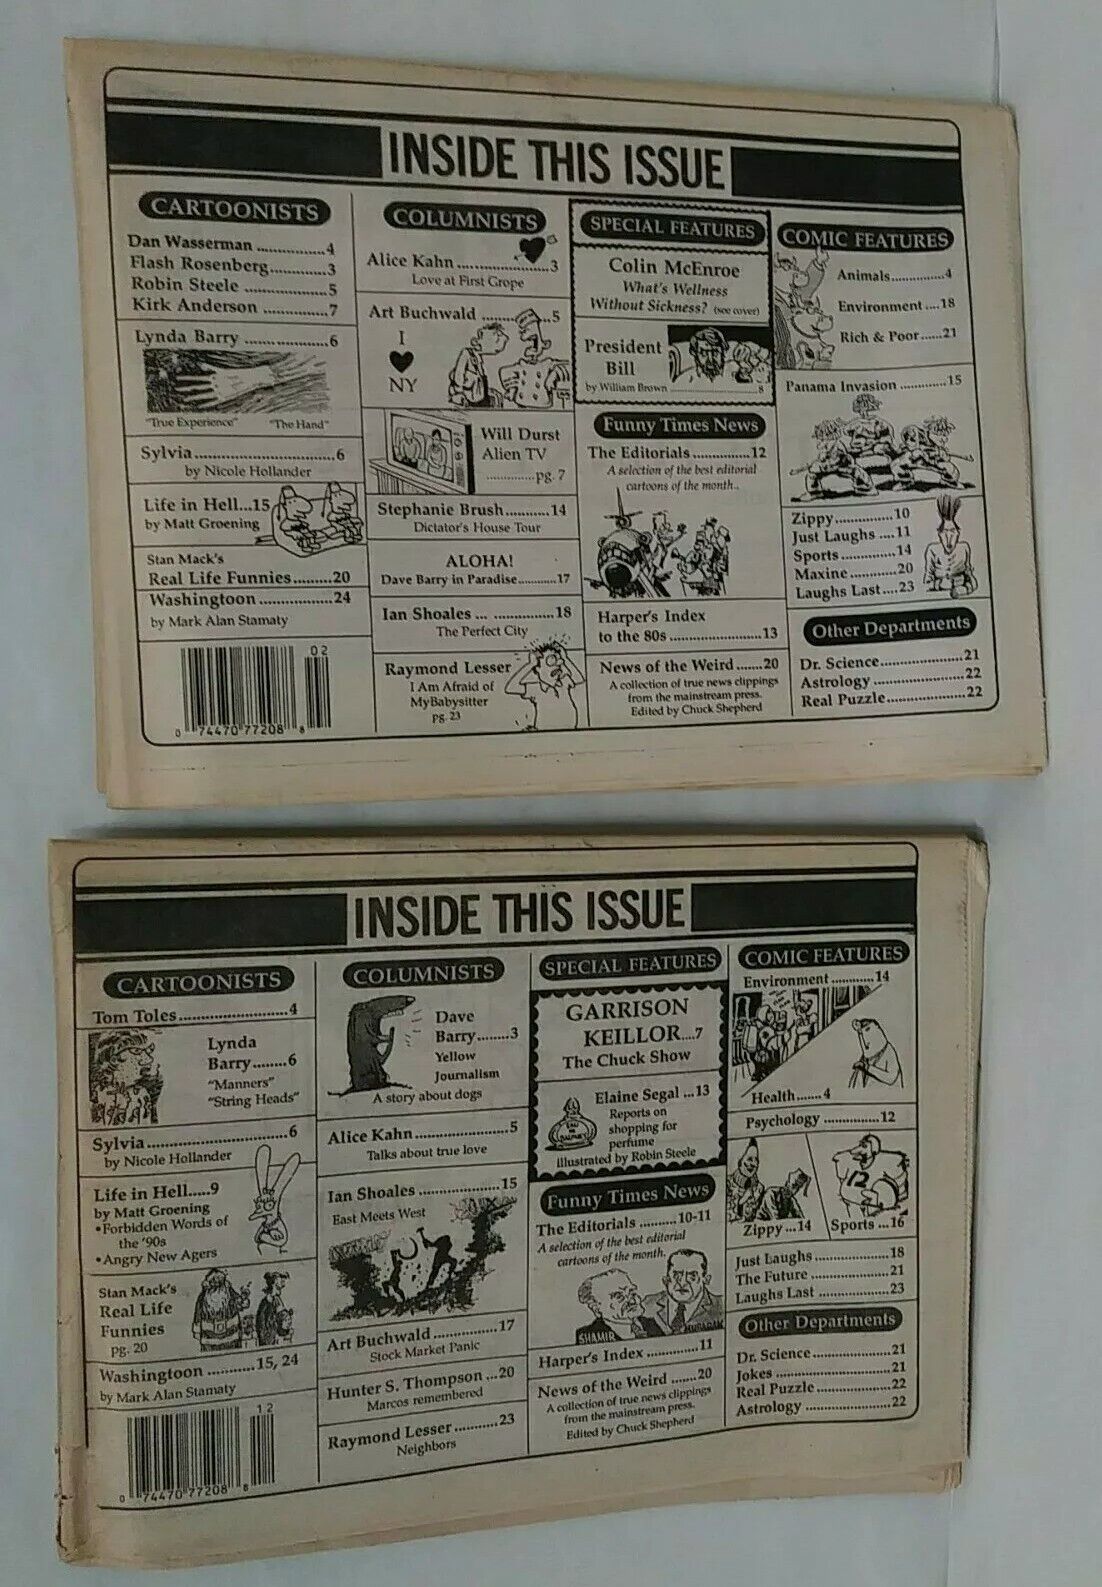 INSIDE THIS ISSUE
CARTOONISTS
Dan Wasserman ..............4
Flash Rosenberg............3
Robin Steele .................5
Kirk Anderson .............7
Lynda Barry .................6
"True Experience" "The Hand"
Sylvia.............................6
by Nicole Hollander
Life in Hell...15
by Matt Groening
Stan Mack's
Real Life Funnies.........20
Washingtoon .................24
by Mark Alan Stamaty
02
0 74470 77208 8
COLUMNISTS
Alice Kahn .....................3
Love at First Grope
Art Buchwald ...............5
I
NY
Will Durst
Alien TV
..............pg. 7
Stephanie Brush..........14
Dictator's House Tour
ALOHA!
Dave Barry in Paradise...........17
Ian Shoales ... ...............18
The Perfect City
Raymond Lesser
I Am Afraid of
MyBabysitter
pg. 23
SPECIAL FEATURES
Colin McEnroe
What's Wellness
Without Sickness? (see cover)
President
Bill
by William Brown ..............................8
Funny Times News
The Editorials ..............12
A selection of the best editorial
cartoons of the month..
Harper's Index
to the 80s ......................13
News of the Weird .......20
A collection of true news clippings
from the mainstream press.
Edited by Chuck Shepherd
COMIC FEATURES
Animals..............4
Environment ....18
Rich & Poor......21
Panama Invasion ............15
Zippy...............10
Just Laughs ....11
Sports ..............14
Maxine ............20
Laughs Last ....23
Other Departments
Dr. Science.....................21
Astrology .......................22
Real Puzzle....................22
INSIDE THIS ISSUE
CARTOONISTS
Tom Toles........................4
Lynda
Barry........6
"Manners"
"String Heads"
Sylvia..............................6
by Nicole Hollander
Life in Hell.....9
by Matt Groening
•Forbidden Words of
the '90s
•Angry New Agers
Stan Mack's
Real Life
Funnies
pg. 20
Washingtoon ...........15, 24
by Mark Alan Stamaty
12
0 74470 77208 8
COLUMNISTS
Dave
Barry........3
Yellow
Journalism
A story about dogs
Alice Kahn ......................5
Talks about true love
Ian Shoales ...................15
East Meets West
Art Buchwald ...............17
Stock Market Panic
Hunter S. Thompson ...20
Marcos remembered
Raymond Lesser ..........23
Neighbors
SPECIAL FEATURES
GARRISON
KEILLOR....7
The Chuck Show
Elaine Segal ...13
Reports on
shopping for
perfume
illustrated by Robin Steele
Funny Times News
The Editorials ..........10-11
A selection of the best editorial
cartoons of the month.
SHAMIR
MUBARAK
Harper's Index .............11
News of the Weird .......20
A collection of true news clippings
from the mainstream press.
Edited by Chuck Shepherd
COMIC FEATURES
Environment ...........14
Health.......4
Psychology ..............12
12
Zippy...14
Sports ...16
Just Laughs ...................18
The Future ....................21
Laughs Last ..................23
Other Departments
Dr. Science.....................21
Jokes ..............................21
Real Puzzle ...................22
Astrology ......................22